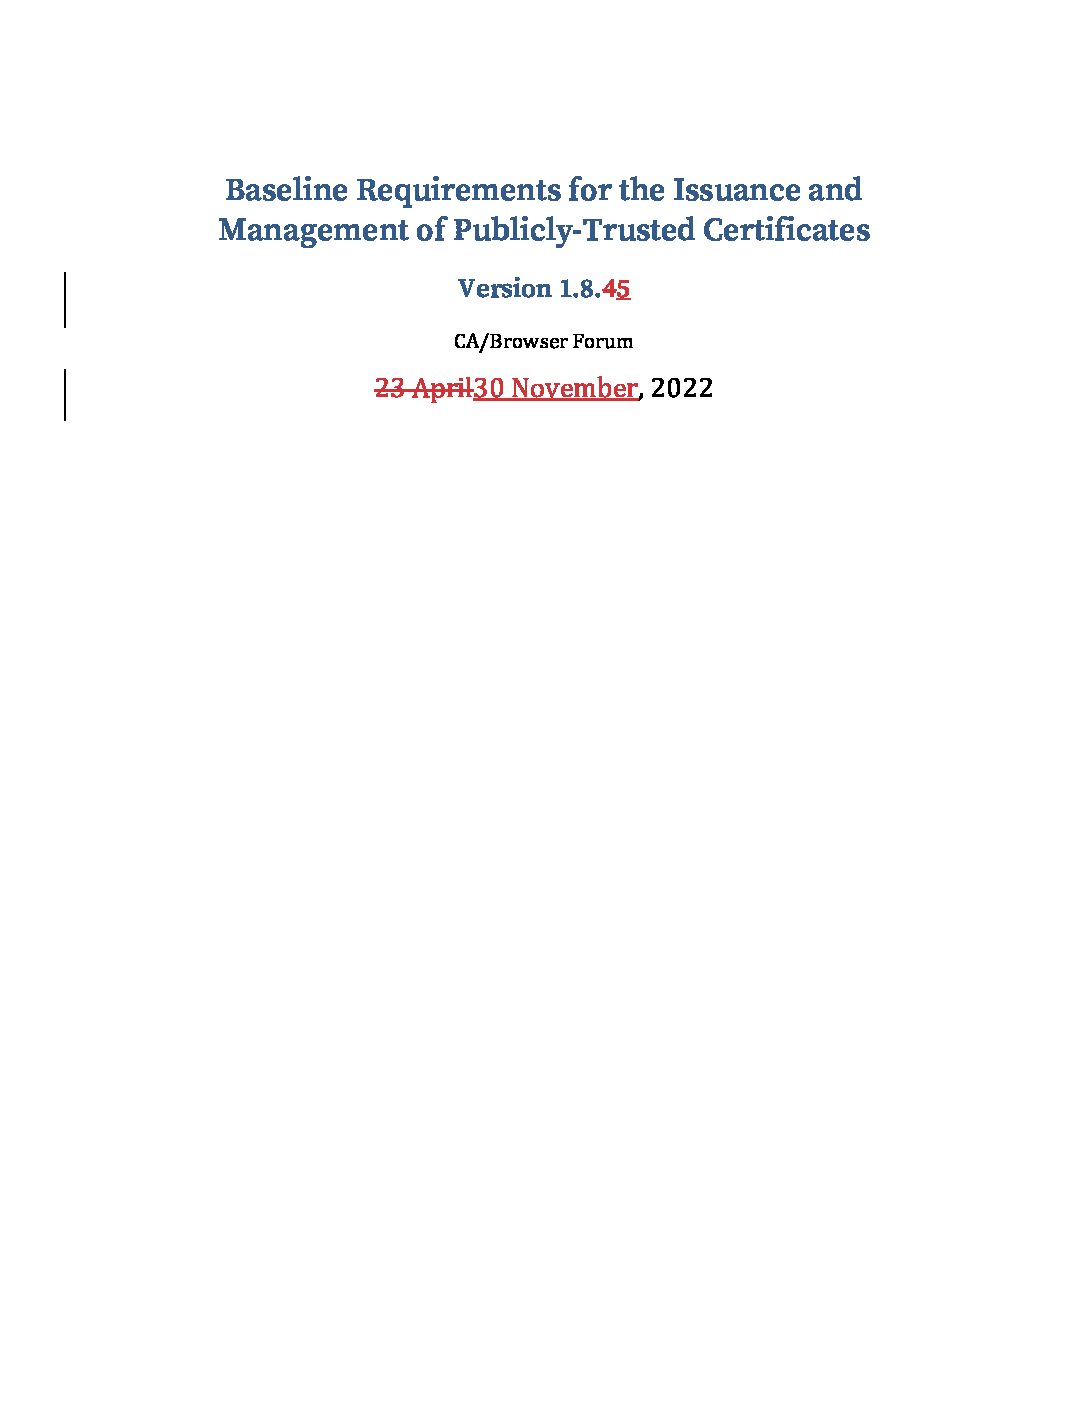 Baseline Requirements for the Issuance and
Management of Publicly-Trusted Certificates
Version 1.8.45
CA/Browser Forum
23 April30 November, 2022